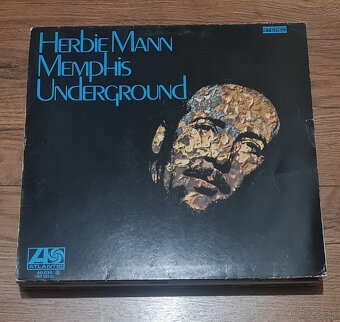 Herbie Mann
STEREO
Memphis
Underground
ATLANTIC